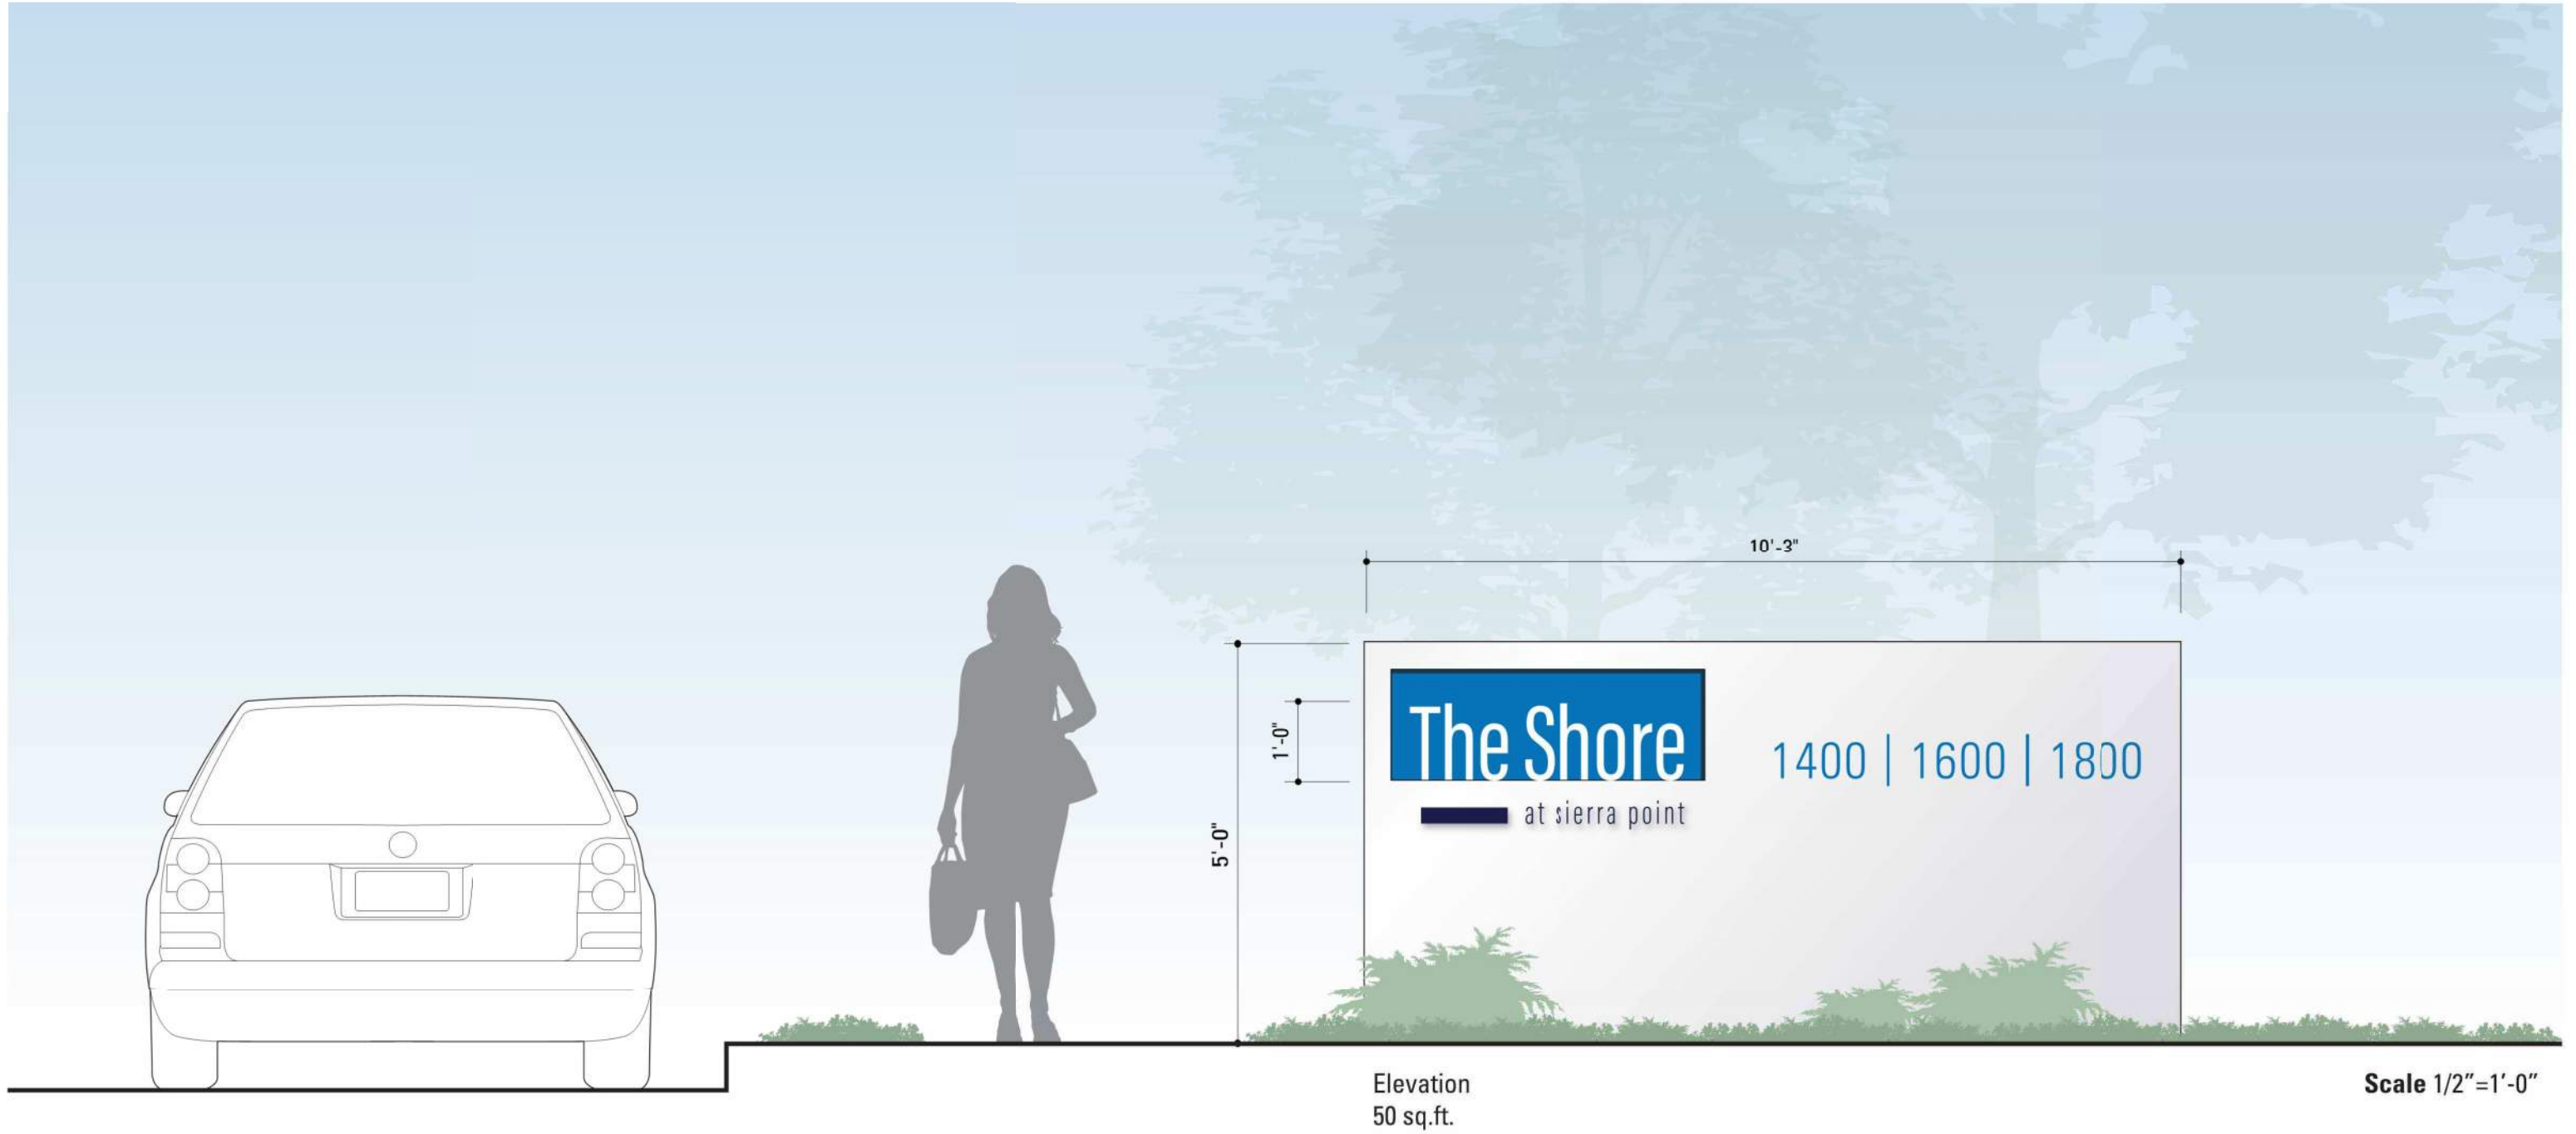 10'-3"
5'-0"
1'-0"
The Shore
at sierra point
1400 | 1600 | 1800
Elevation
50 sq.ft.
Scale 1/2"=1'-0"